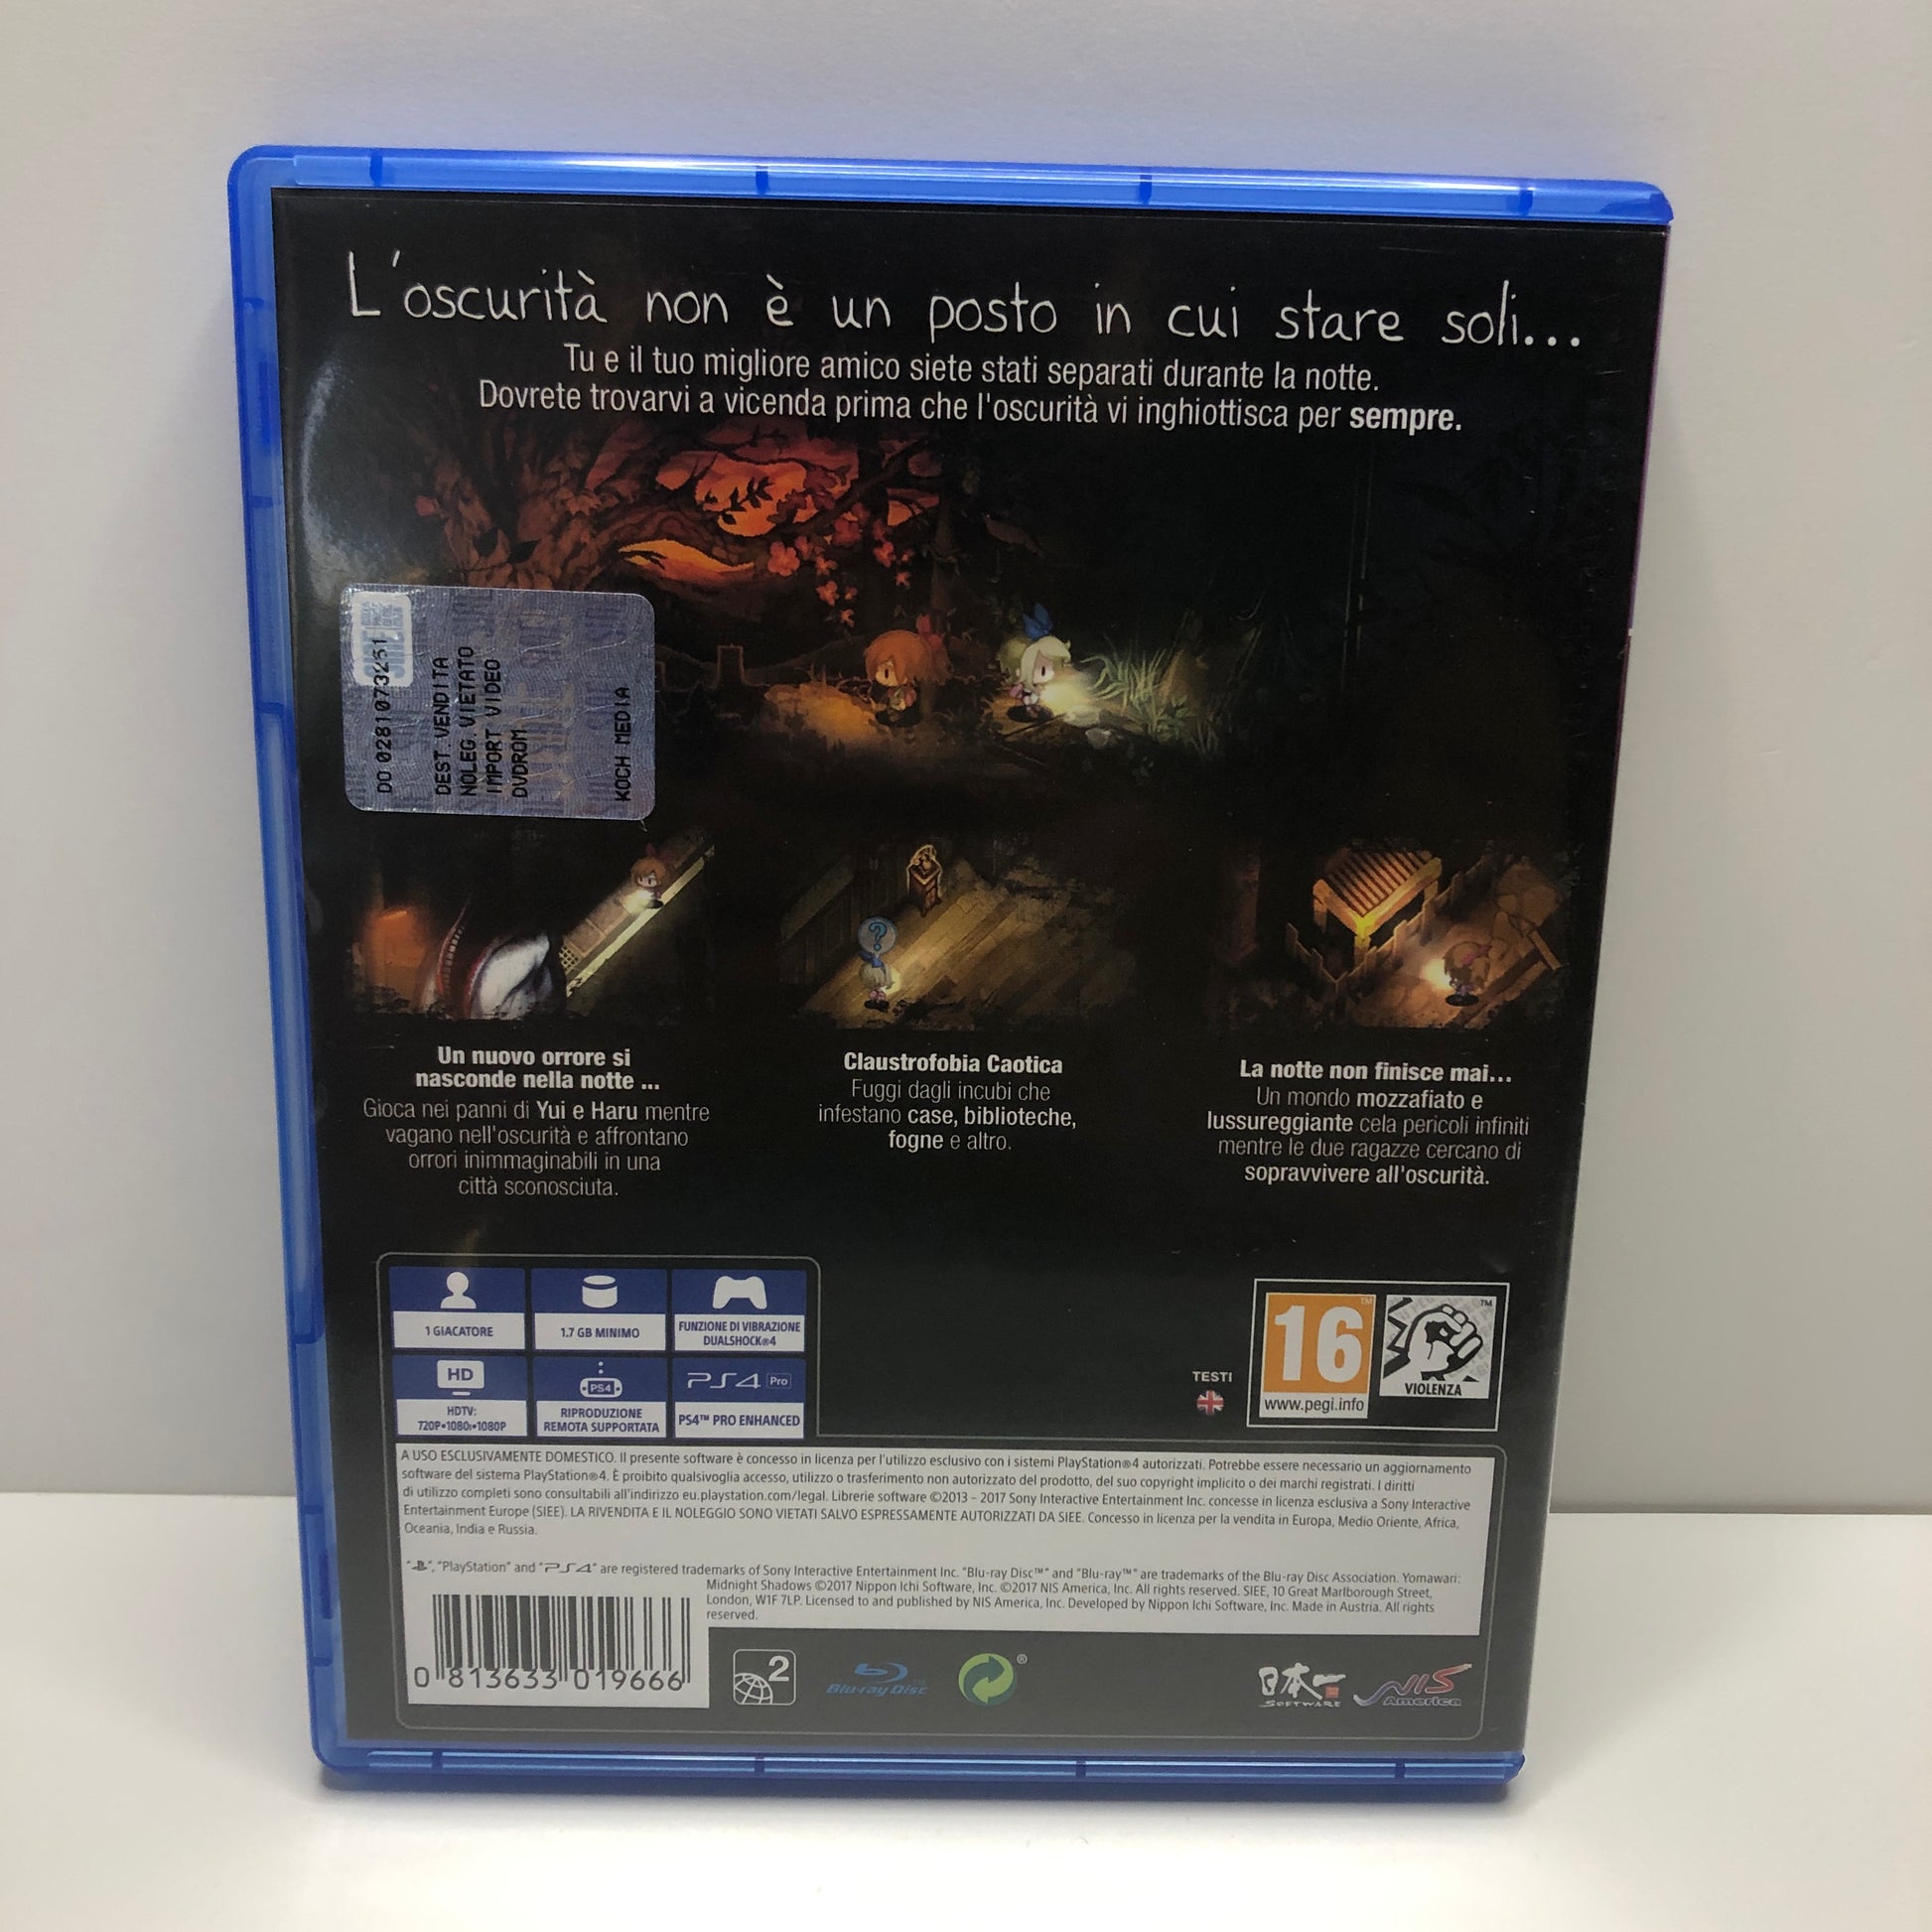 L'oscurità non è un posto in cui stare soli...
Tu e il tuo migliore amico siete stati separati durante la notte.
Dovrete trovarvi a vicenda prima che l'oscurità vi inghiottisca per sempre.
DO 0281073251
DEST.VENDITA
NOLEG.VIETATO
IMPORT VIDEO
DVDROM
KOCH MEDIA
?
Un nuovo orrore si
nasconde nella notte ...
Gioca nei panni di Yui e Haru mentre
vagano nell'oscurità e affrontano
orrori inimmaginabili in una
città sconosciuta.
Claustrofobia Caotica
Fuggi dagli incubi che
infestano case, biblioteche,
fogne e altro.
La notte non finisce mai...
Un mondo mozzafiato e
lussureggiante cela pericoli infiniti
mentre le due ragazze cercano di
sopravvivere all'oscurità.
1 GIACATORE
1.7 GB MINIMO
FUNZIONE DI VIBRAZIONE
DUALSHOCK®4
HD
HDTV:
720P•1080i•1080P
PS4
RIPRODUZIONE
REMOTA SUPPORTATA
PS4 Pro
PS4™ PRO ENHANCED
TESTI
16™
www.pegi.info
™
VIOLENZA
A USO ESCLUSIVAMENTE DOMESTICO. Il presente software è concesso in licenza per l'utilizzo esclusivo con i sistemi PlayStation®4 autorizzati. Potrebbe essere necessario un aggiornamento
software del sistema PlayStation®4. È proibito qualsivoglia accesso, utilizzo o trasferimento non autorizzato del prodotto, del suo copyright implicito o dei marchi registrati. I diritti
di utilizzo completi sono consultabili all'indirizzo eu.playstation.com/legal. Librerie software ©2013 - 2017 Sony Interactive Entertainment Inc. concesse in licenza esclusiva a Sony Interactive
Entertainment Europe (SIEE). LA RIVENDITA E IL NOLEGGIO SONO VIETATI SALVO ESPRESSAMENTE AUTORIZZATI DA SIEE. Concesso in licenza per la vendita in Europa, Medio Oriente, Africa,
Oceania, India e Russia.
"", "PlayStation" and "PS4" are registered trademarks of Sony Interactive Entertainment Inc. "Blu-ray Disc™" and "Blu-ray™" are trademarks of the Blu-ray Disc Association. Yomawari:
Midnight Shadows ©2017 Nippon Ichi Software, Inc. ©2017 NIS America, Inc. All rights reserved. SIEE, 10 Great Marlborough Street,
London, W1F 7LP. Licensed to and published by NIS America, Inc. Developed by Nippon Ichi Software, Inc. Made in Austria. All rights
reserved.
0 813633 019666
2
Blu-ray Disc
®
日本一
SOFTWARE
NIS
America